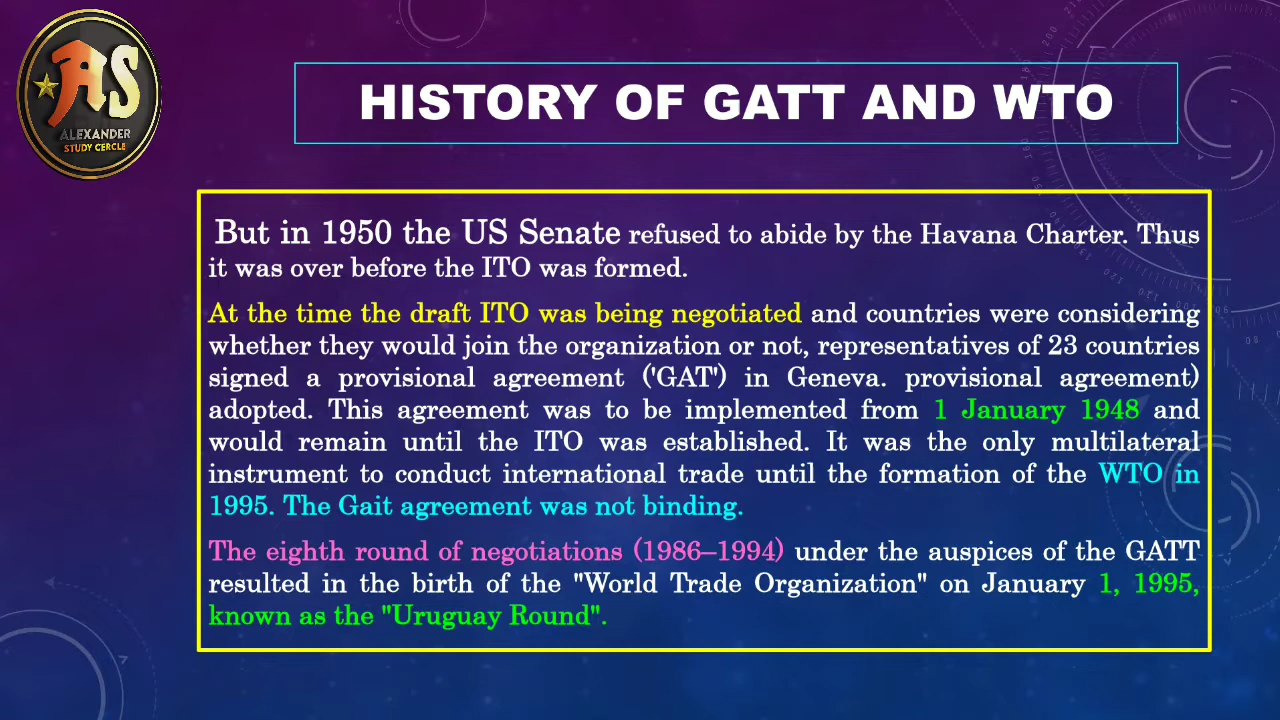 AS
ALEXANDER
STUDY CERCLE
HISTORY OF GATT AND WTO
But in 1950 the US Senate refused to abide by the Havana Charter. Thus
it was over before the ITO was formed.
At the time the draft ITO was being negotiated and countries were considering
whether they would join the organization or not, representatives of 23 countries
signed a provisional agreement ('GAT') in Geneva. provisional agreement)
adopted. This agreement was to be implemented from 1 January 1948 and
would remain until the ITO was established. It was the only multilateral
instrument to conduct international trade until the formation of the WTO in
1995. The Gait agreement was not binding.
The eighth round of negotiations (1986–1994) under the auspices of the GATT
resulted in the birth of the "World Trade Organization" on January 1, 1995,
known as the "Uruguay Round".